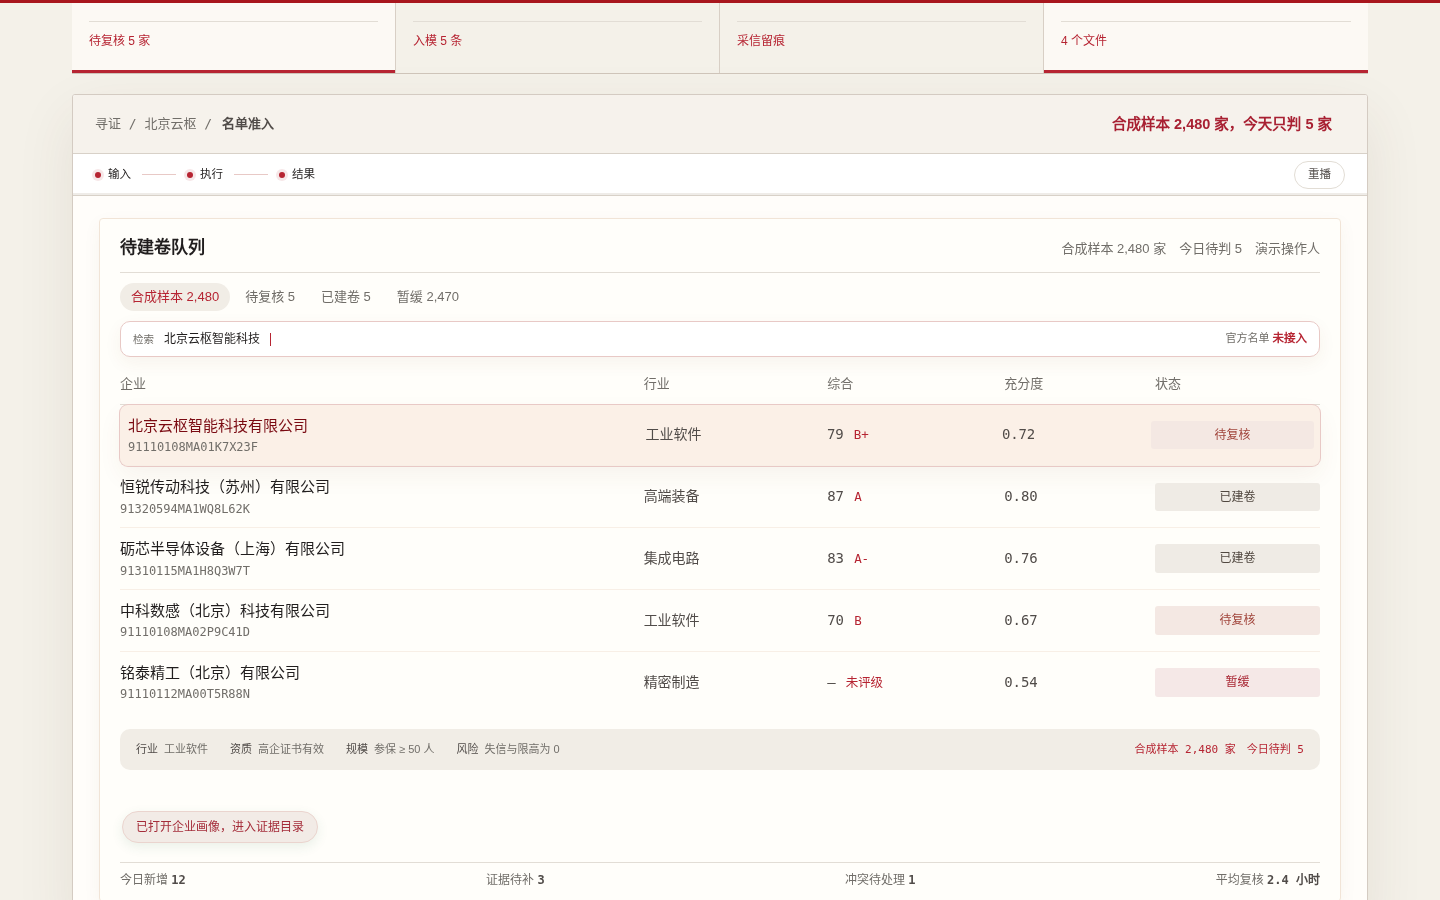 待复核 5 家
入模 5 条
采信留痕
4 个文件
寻证 / 北京云枢 / 名单准入
合成样本 2,480 家，今天只判 5 家
输入 执行 结果
重播
待建卷队列
合成样本 2,480 家 今日待判 5 演示操作人
合成样本 2,480 待复核 5 已建卷 5 暂缓 2,470
检索 北京云枢智能科技
官方名单 未接入
企业 行业 综合 充分度 状态
北京云枢智能科技有限公司
91110108MA01K7X23F
工业软件 79 B+ 0.72 待复核
恒锐传动科技（苏州）有限公司
91320594MA1WQ8L62K
高端装备 87 A 0.80 已建卷
砺芯半导体设备（上海）有限公司
91310115MA1H8Q3W7T
集成电路 83 A- 0.76 已建卷
中科数感（北京）科技有限公司
91110108MA02P9C41D
工业软件 70 B 0.67 待复核
铭泰精工（北京）有限公司
91110112MA00T5R88N
精密制造 — 未评级 0.54 暂缓
行业 工业软件 资质 高企证书有效 规模 参保 ≥ 50 人 风险 失信与限高为 0
合成样本 2,480 家 今日待判 5
已打开企业画像，进入证据目录
今日新增 12 证据待补 3 冲突待处理 1 平均复核 2.4 小时